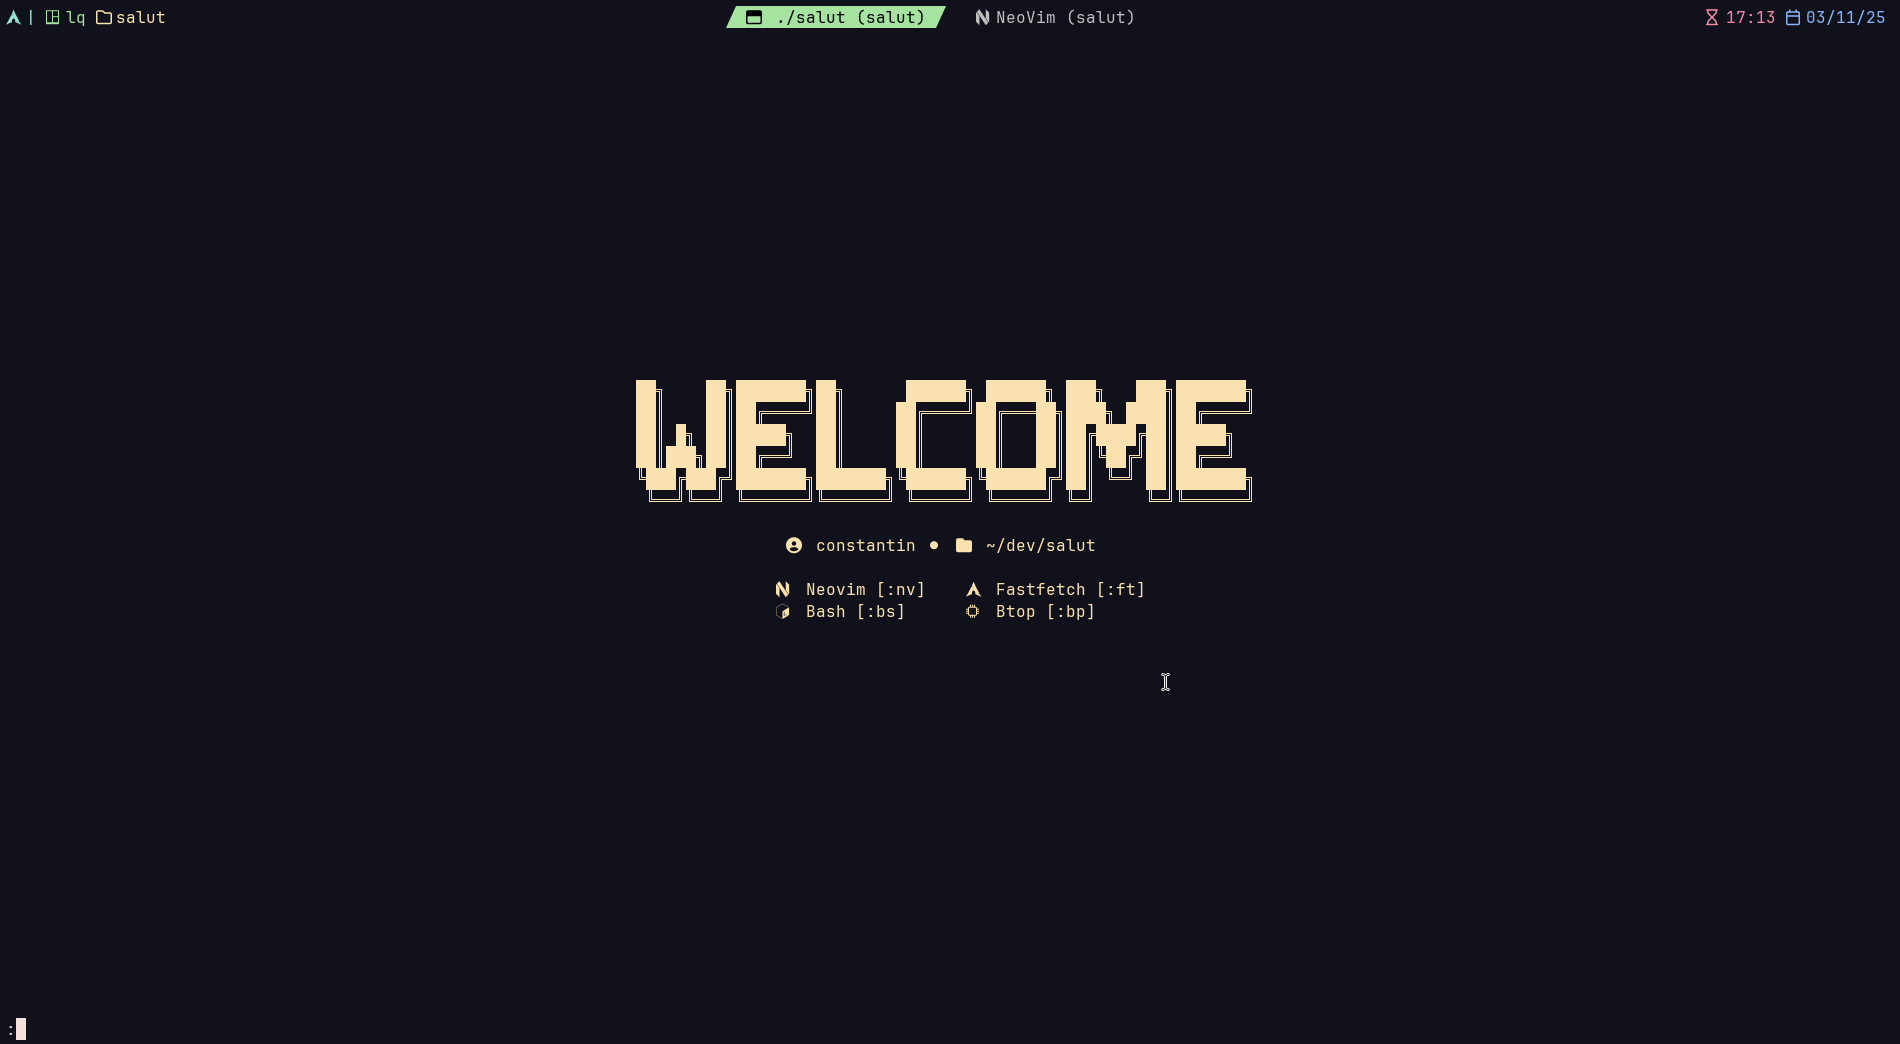 | lq salut ./salut (salut) NeoVim (salut) 17:13 03/11/25
WELCOME
constantin ● ~/dev/salut
Neovim [:nv] Fastfetch [:ft]
Bash [:bs] Btop [:bp]
: